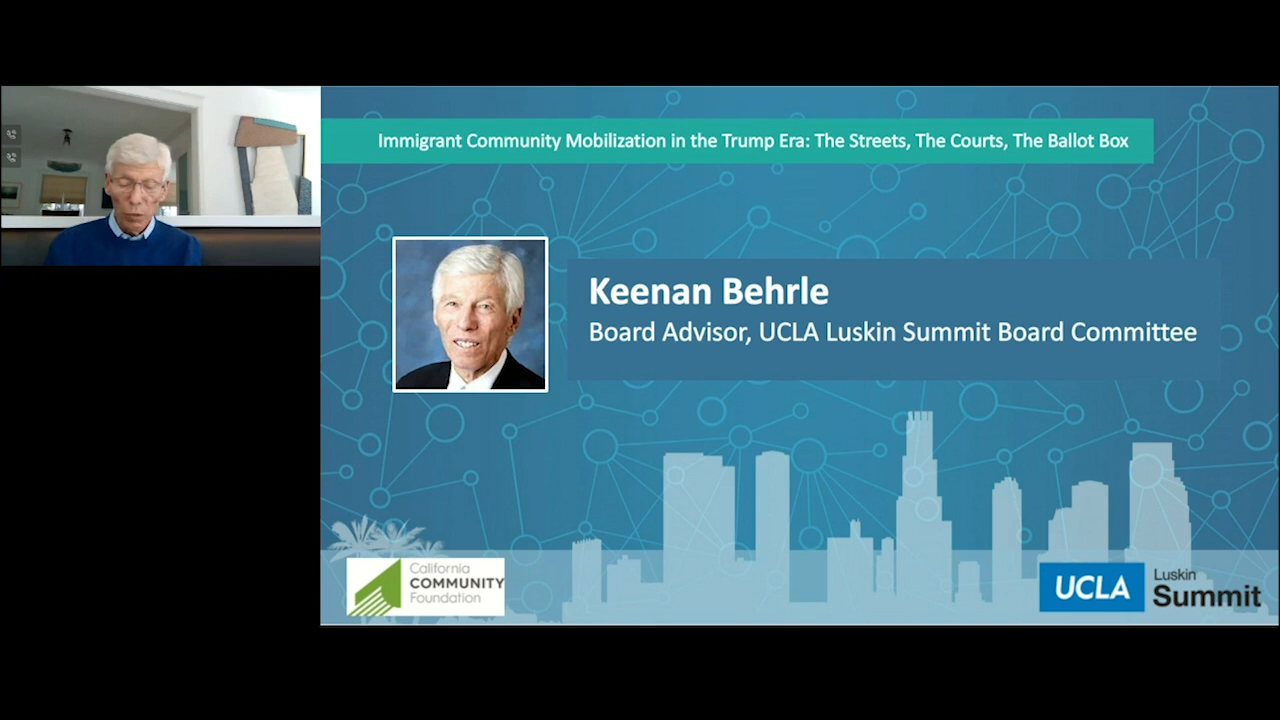 Immigrant Community Mobilization in the Trump Era: The Streets, The Courts, The Ballot Box
Keenan Behrle
Board Advisor, UCLA Luskin Summit Board Committee
California
COMMUNITY
Foundation
UCLA
Luskin
Summit